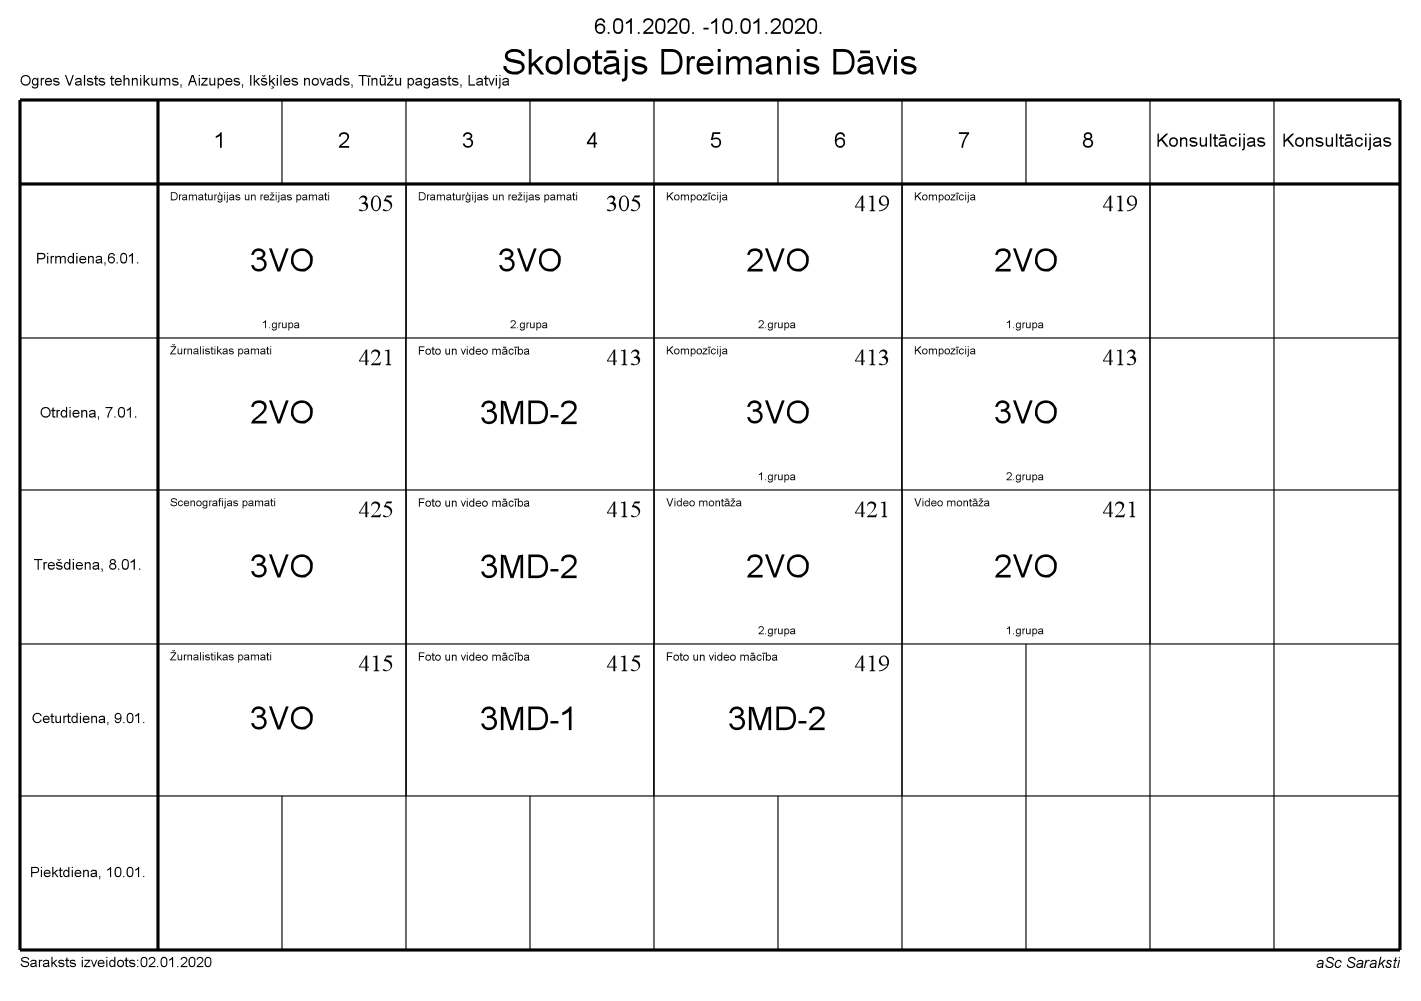 6.01.2020. -10.01.2020.
Skolotājs Dreimanis Dāvis
Ogres Valsts tehnikums, Aizupes, Ikšķiles novads, Tīnūžu pagasts, Latvija
1 2 3 4 5 6 7 8 Konsultācijas Konsultācijas
Dramaturģijas un režijas pamati 305 Dramaturģijas un režijas pamati 305 Kompozīcija 419 Kompozīcija 419
Pirmdiena,6.01. 3VO 3VO 2VO 2VO
1.grupa 2.grupa 2.grupa 1.grupa
Žurnalistikas pamati 421 Foto un video mācība 413 Kompozīcija 413 Kompozīcija 413
Otrdiena, 7.01. 2VO 3MD-2 3VO 3VO
1.grupa 2.grupa
Scenografijas pamati 425 Foto un video mācība 415 Video montāža 421 Video montāža 421
Trešdiena, 8.01. 3VO 3MD-2 2VO 2VO
2.grupa 1.grupa
Žurnalistikas pamati 415 Foto un video mācība 415 Foto un video mācība 419
Ceturtdiena, 9.01. 3VO 3MD-1 3MD-2
Piektdiena, 10.01.
Saraksts izveidots:02.01.2020 aSc Saraksti